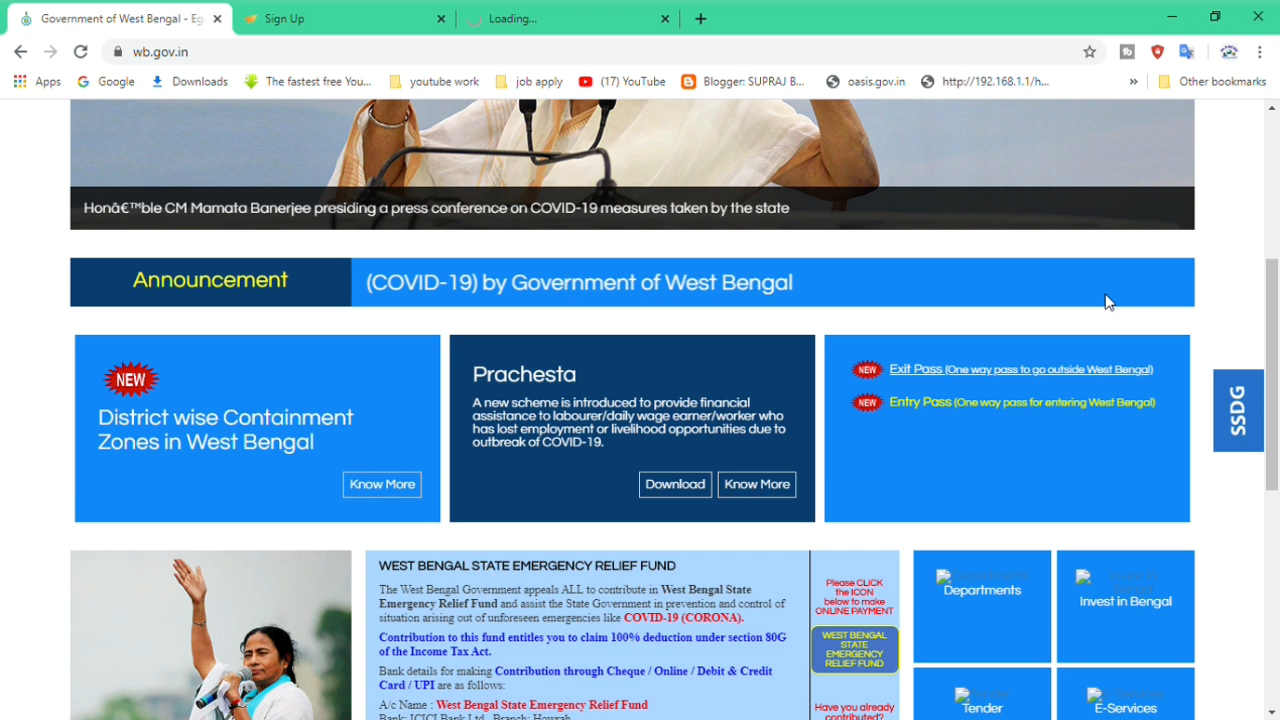 Government of West Bengal - Eg
Sign Up
Loading...
wb.gov.in
Apps
Google
Downloads
The fastest free You...
youtube work
job apply
(17) YouTube
Blogger: SUPRAJ B...
oasis.gov.in
http://192.168.1.1/h...
»
Other bookmarks
Honâ€™ble CM Mamata Banerjee presiding a press conference on COVID-19 measures taken by the state
Announcement
(COVID-19) by Government of West Bengal
NEW
District wise Containment
Zones in West Bengal
Know More
Prachesta
A new scheme is introduced to provide financial
assistance to labourer/daily wage earner/worker who
has lost employment or livelihood opportunities due to
outbreak of COVID-19.
Download
Know More
NEW Exit Pass (One way pass to go outside West Bengal)
NEW Entry Pass (One way pass for entering West Bengal)
SSDG
WEST BENGAL STATE EMERGENCY RELIEF FUND
The West Bengal Government appeals ALL to contribute in West Bengal State
Emergency Relief Fund and assist the State Government in prevention and control of
situation arising out of unforeseen emergencies like COVID-19 (CORONA).
Contribution to this fund entitles you to claim 100% deduction under section 80G
of the Income Tax Act.
Bank details for making Contribution through Cheque / Online / Debit & Credit
Card / UPI are as follows:
A/c Name : West Bengal State Emergency Relief Fund
Bank: ICICI Bank Ltd., Branch: Howrah
Please CLICK
the ICON
below to make
ONLINE PAYMENT
WEST BENGAL
STATE
EMERGENCY
RELIEF FUND
Have you already
contributed?
Departments
Invest in Bengal
Tender
E-Services